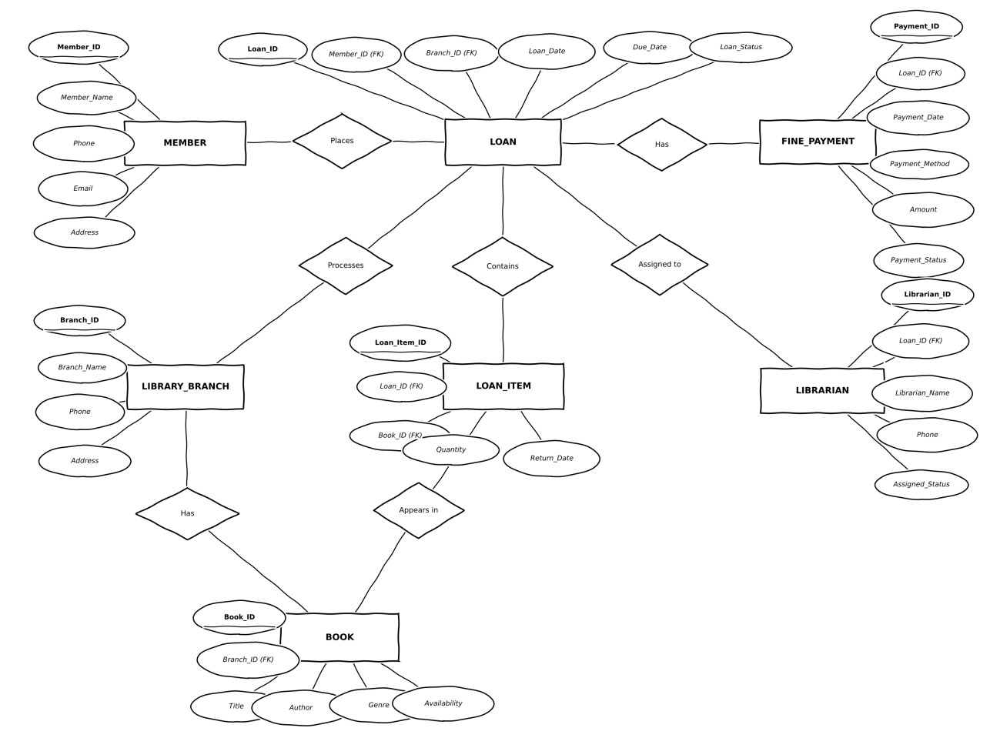 Payment_ID
Member_ID
Loan_ID
Member_ID (FK)
Branch_ID (FK)
Loan_Date
Due_Date
Loan_Status
Loan_ID (FK)
Member_Name
Payment_Date
Phone
MEMBER
Places
LOAN
Has
FINE_PAYMENT
Payment_Method
Email
Amount
Address
Payment_Status
Processes
Contains
Assigned to
Librarian_ID
Branch_ID
Loan_Item_ID
Loan_ID (FK)
Branch_Name
LIBRARY_BRANCH
Loan_ID (FK)
LOAN_ITEM
LIBRARIAN
Librarian_Name
Phone
Book_ID (FK)
Phone
Quantity
Address
Return_Date
Assigned_Status
Has
Appears in
Book_ID
BOOK
Branch_ID (FK)
Title
Author
Genre
Availability